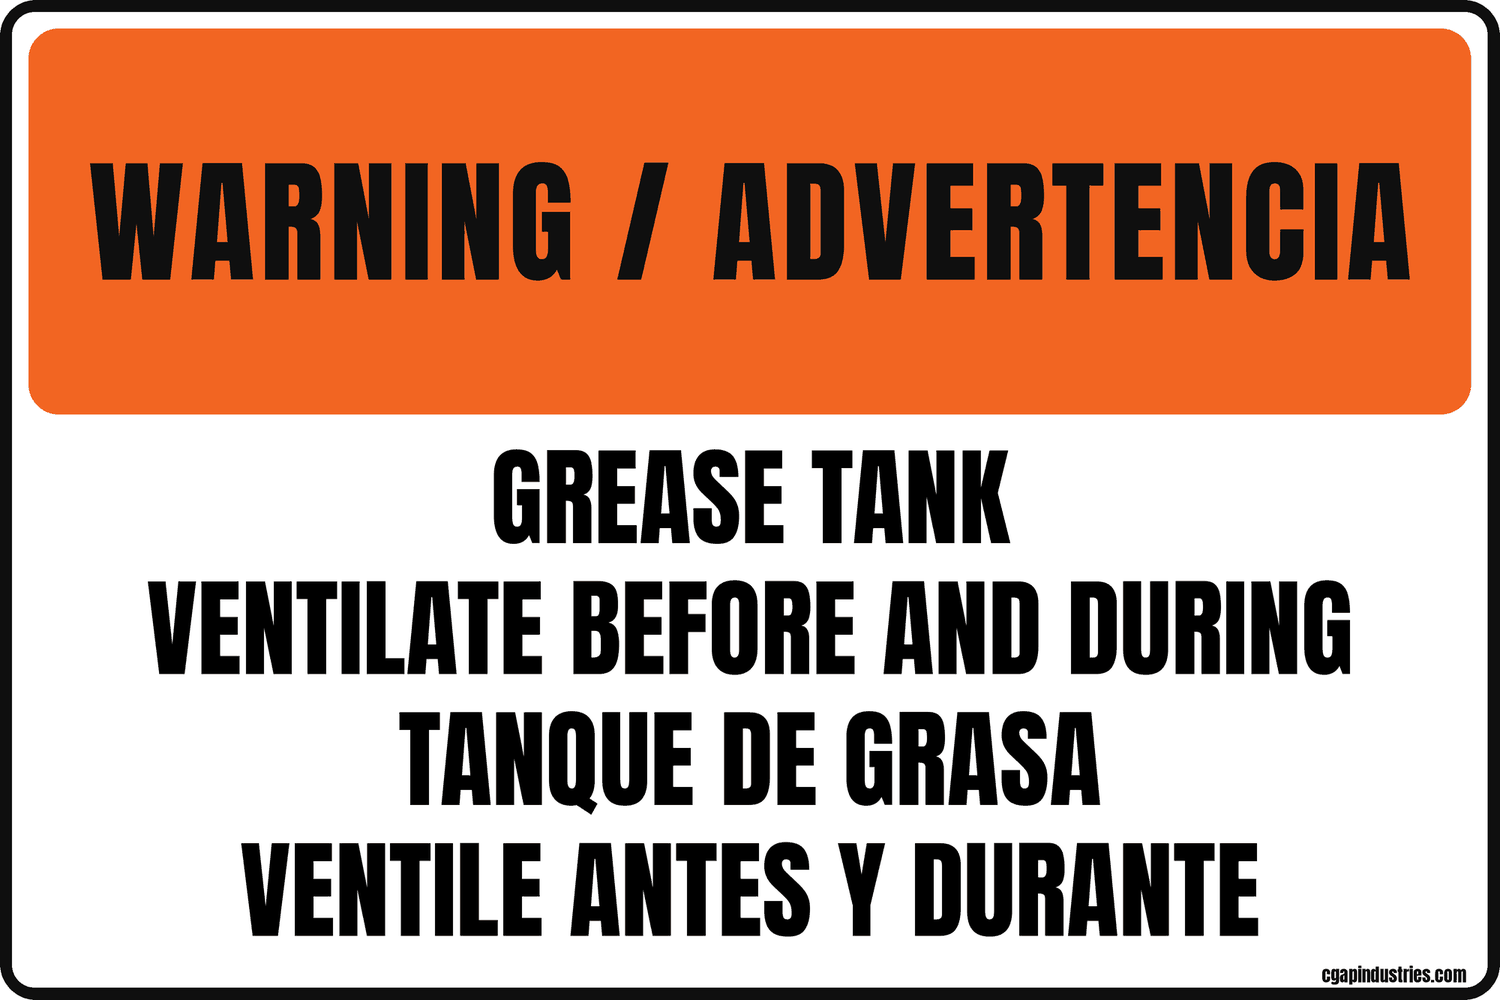 WARNING / ADVERTENCIA
GREASE TANK
VENTILATE BEFORE AND DURING
TANQUE DE GRASA
VENTILE ANTES Y DURANTE
cgapindustries.com